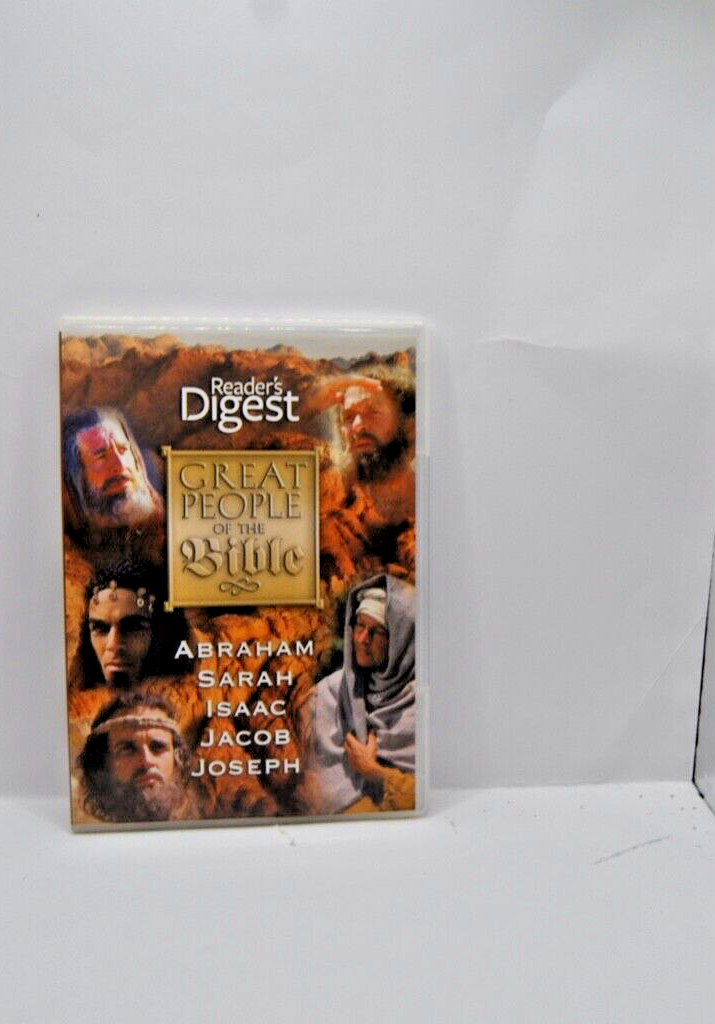 Reader's
Digest
GREAT
PEOPLE
OF THE
Bible
ABRAHAM
SARAH
ISAAC
JACOB
JOSEPH